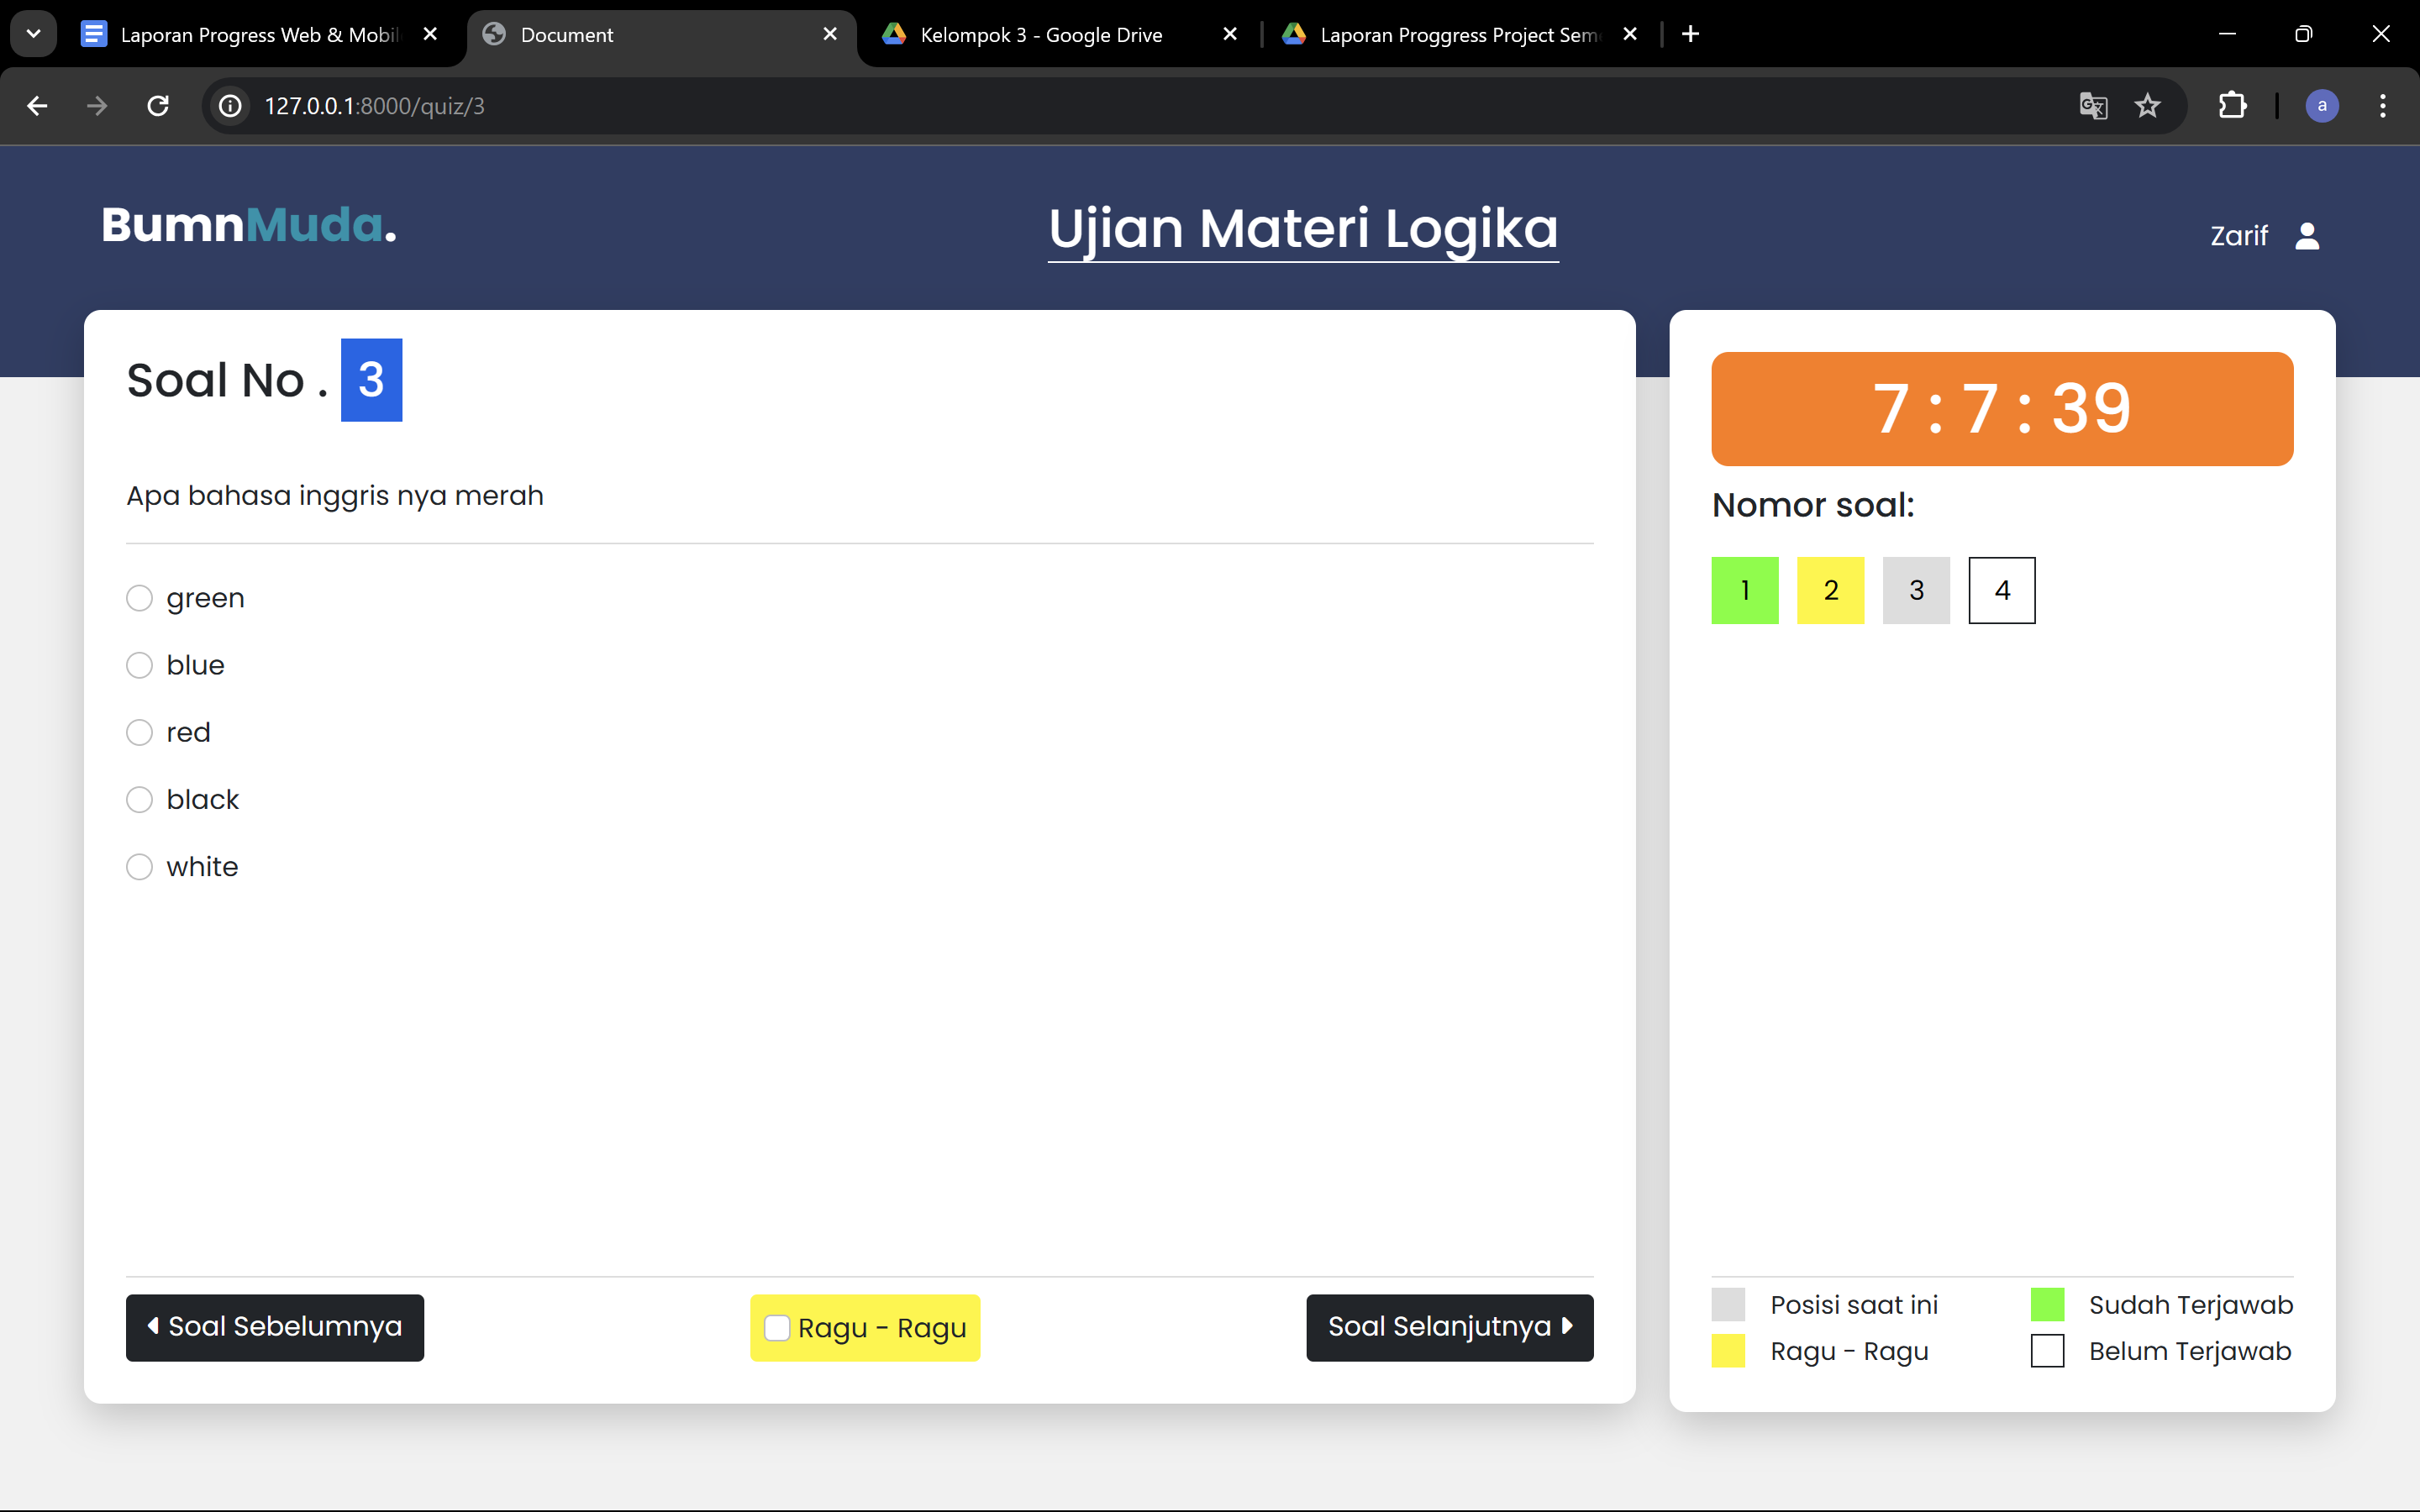 Laporan Progress Web & Mobil
Document
Kelompok 3 - Google Drive
Laporan Proggress Project Sem
127.0.0.1:8000/quiz/3
a
BumnMuda.
Ujian Materi Logika
Zarif
Soal No . 3
Apa bahasa inggris nya merah
green
blue
red
black
white
Soal Sebelumnya
Ragu - Ragu
Soal Selanjutnya
7 : 7 : 39
Nomor soal:
1 2 3 4
Posisi saat ini
Sudah Terjawab
Ragu - Ragu
Belum Terjawab